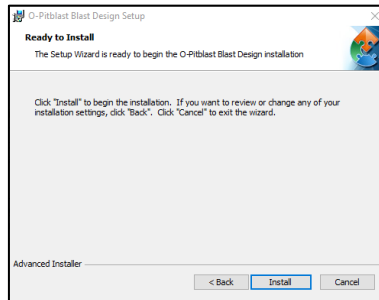 O-Pitblast Blast Design Setup
Ready to Install
The Setup Wizard is ready to begin the O-Pitblast Blast Design installation
Click "Install" to begin the installation. If you want to review or change any of your
installation settings, click "Back". Click "Cancel" to exit the wizard.
Advanced Installer
< Back Install Cancel